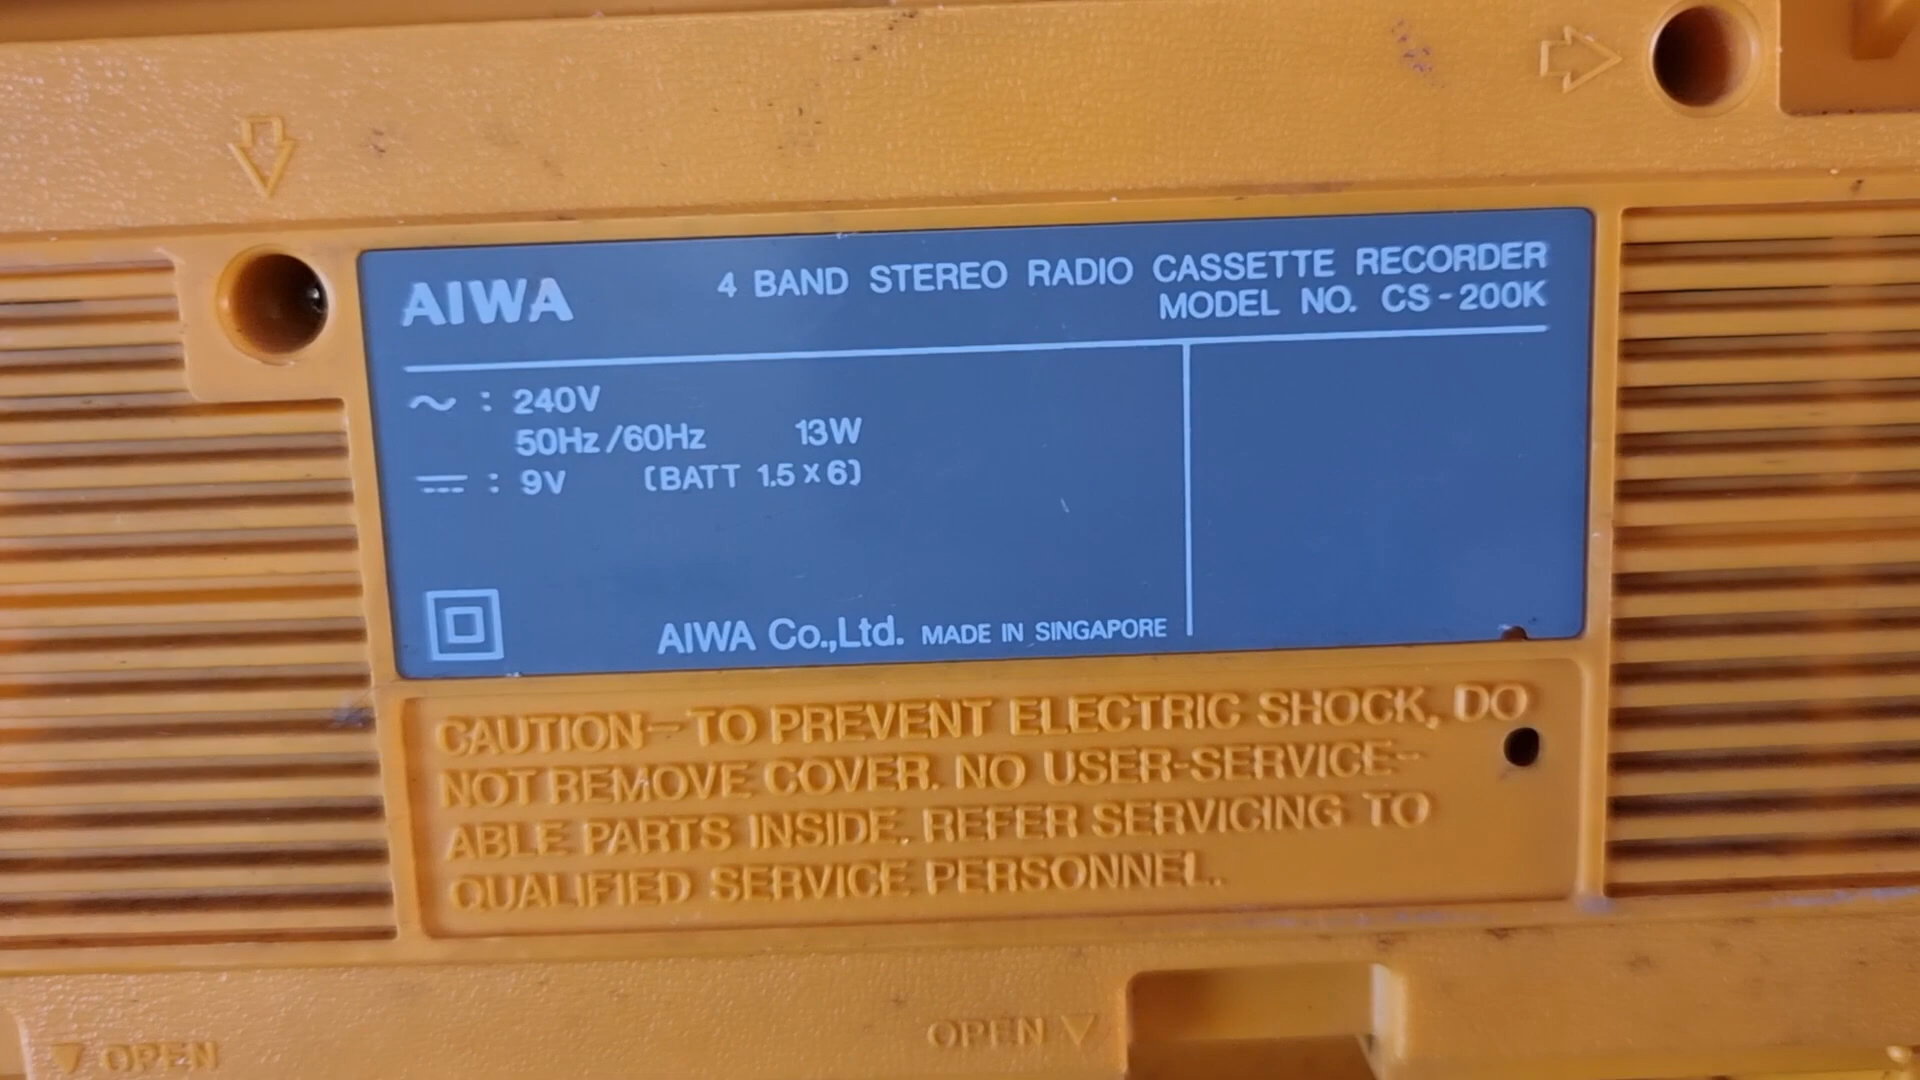 AIWA
4 BAND STEREO RADIO CASSETTE RECORDER
MODEL NO. CS-200K
~ : 240V
50Hz/60Hz 13W
⎓ : 9V (BATT 1.5 X 6)
AIWA Co.,Ltd. MADE IN SINGAPORE
CAUTION—TO PREVENT ELECTRIC SHOCK, DO
NOT REMOVE COVER. NO USER-SERVICE-
ABLE PARTS INSIDE. REFER SERVICING TO
QUALIFIED SERVICE PERSONNEL.
OPEN ▼
▼ OPEN